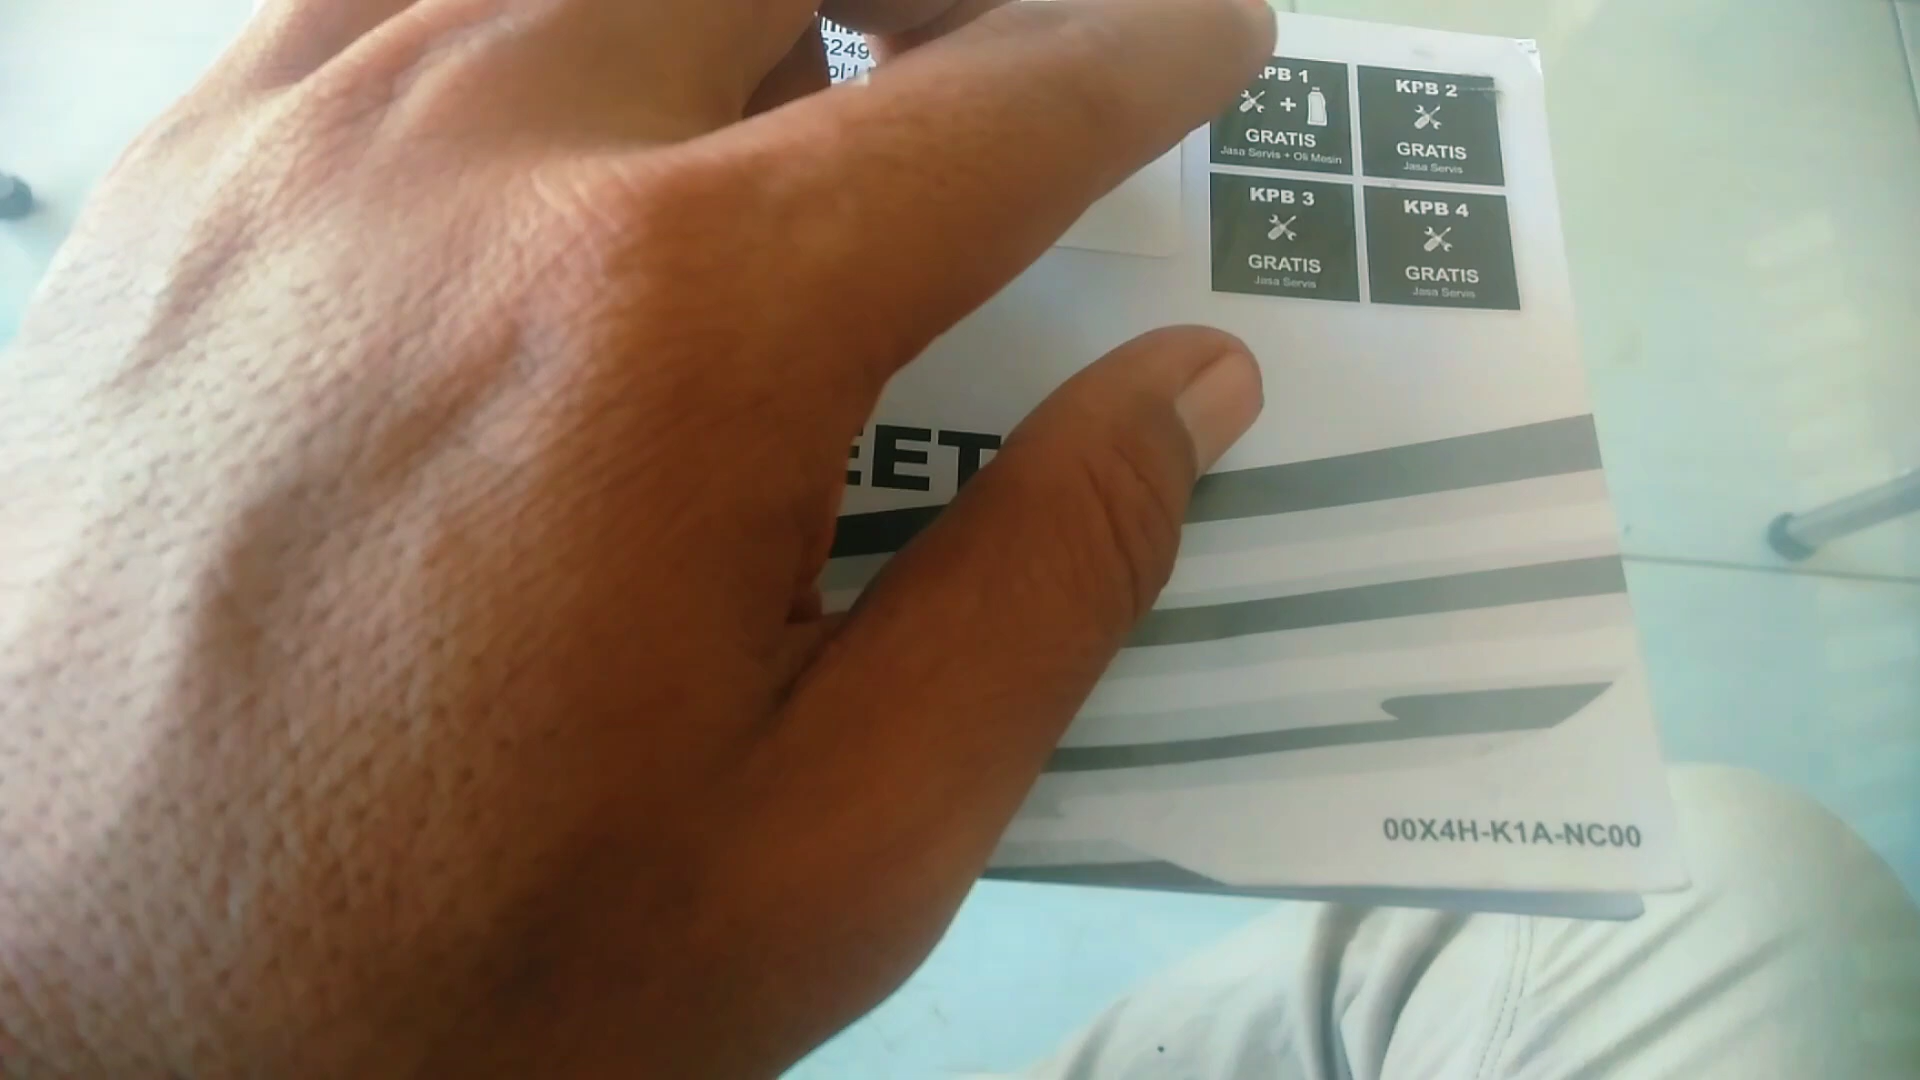 KPB 1
+
GRATIS
Jasa Servis + Oli Mesin
KPB 2
GRATIS
Jasa Servis
KPB 3
GRATIS
Jasa Servis
KPB 4
GRATIS
Jasa Servis
00X4H-K1A-NC00